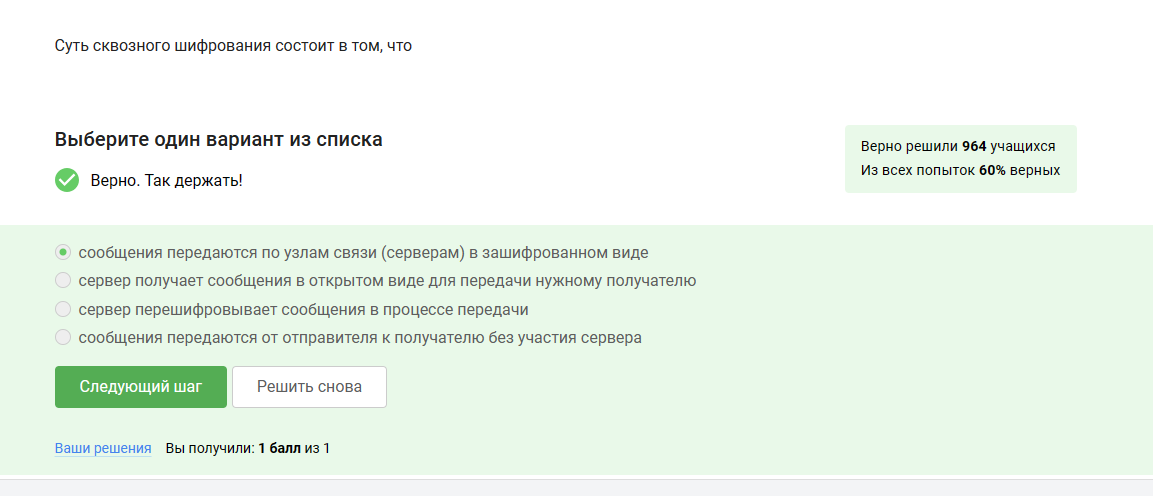 Суть сквозного шифрования состоит в том, что
Выберите один вариант из списка
Верно. Так держать!
Верно решили 964 учащихся
Из всех попыток 60% верных
сообщения передаются по узлам связи (серверам) в зашифрованном виде
сервер получает сообщения в открытом виде для передачи нужному получателю
сервер перешифровывает сообщения в процессе передачи
сообщения передаются от отправителя к получателю без участия сервера
Следующий шаг
Решить снова
Ваши решения Вы получили: 1 балл из 1